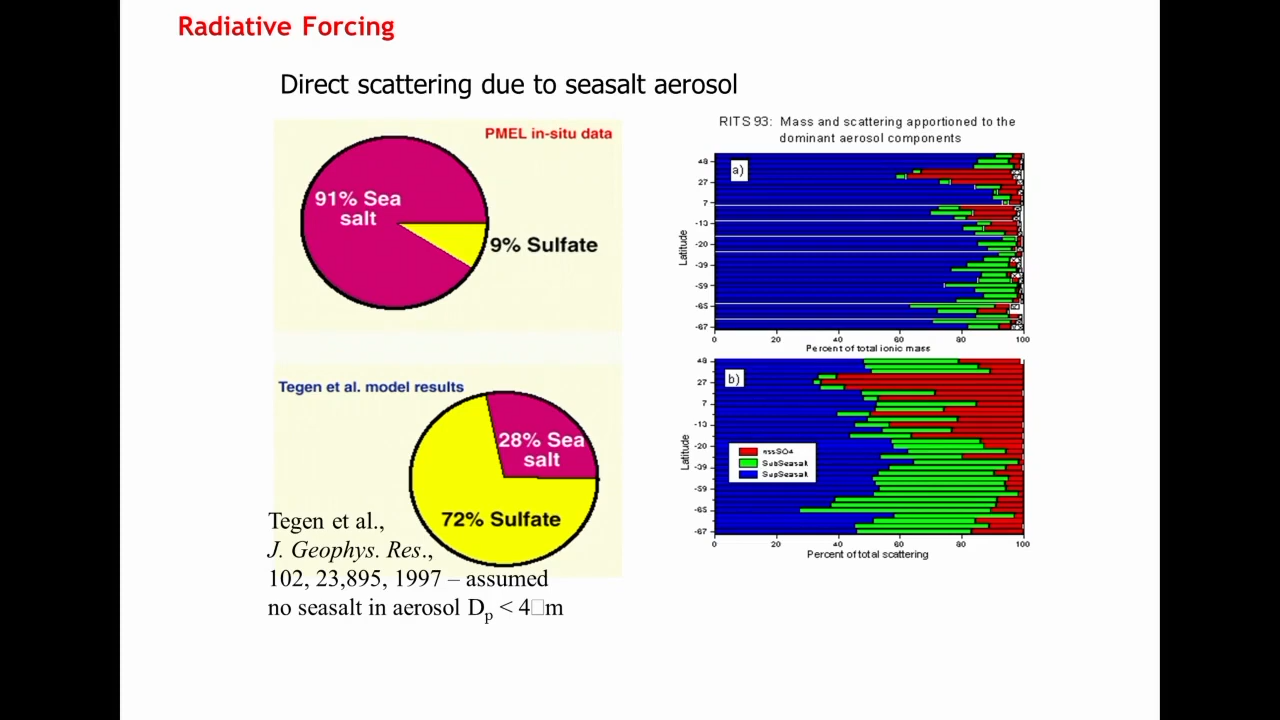 Radiative Forcing
Direct scattering due to seasalt aerosol
PMEL in-situ data
91% Sea
salt
9% Sulfate
Tegen et al. model results
28% Sea
salt
72% Sulfate
Tegen et al.,
J. Geophys. Res.,
102, 23,895, 1997 – assumed
no seasalt in aerosol Dp < 4□m
RITS 93: Mass and scattering apportioned to the
dominant aerosol components
a)
Latitude
48
27
7
-13
-20
-39
-59
-65
-67
0 20 40 60 80 100
Percent of total ionic mass
b)
Latitude
48
27
7
-13
-20
-39
-59
-65
-67
nssSO4
SubSeasalt
SupSeasalt
0 20 40 60 80 100
Percent of total scattering